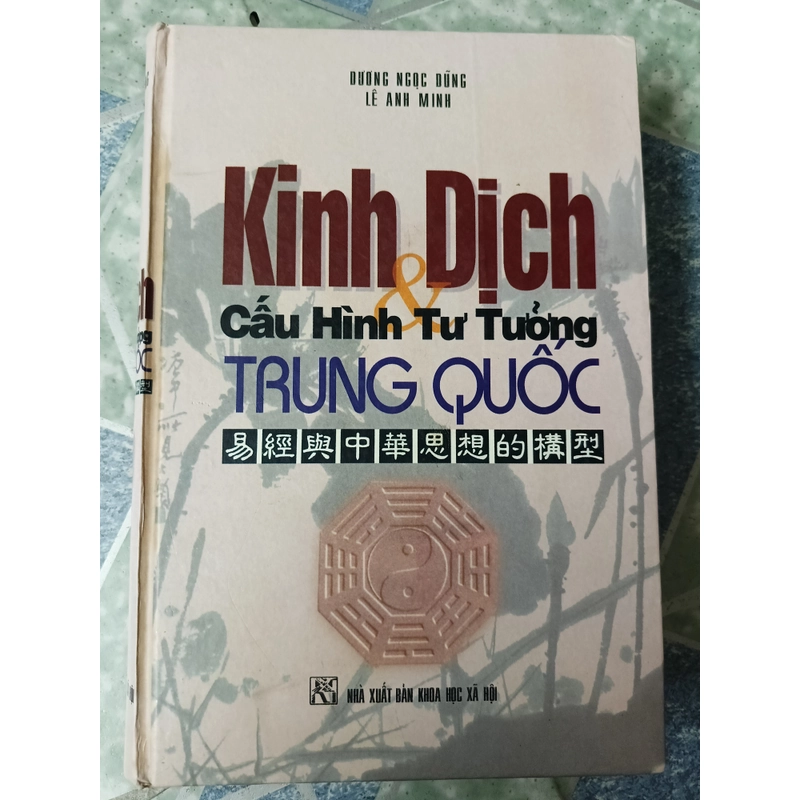 DƯƠNG NGỌC DŨNG
LÊ ANH MINH
Kinh Dịch
&
Cấu Hình Tư Tưởng
TRUNG QUỐC
易經與中華思想的構型
NHÀ XUẤT BẢN KHOA HỌC XÃ HỘI